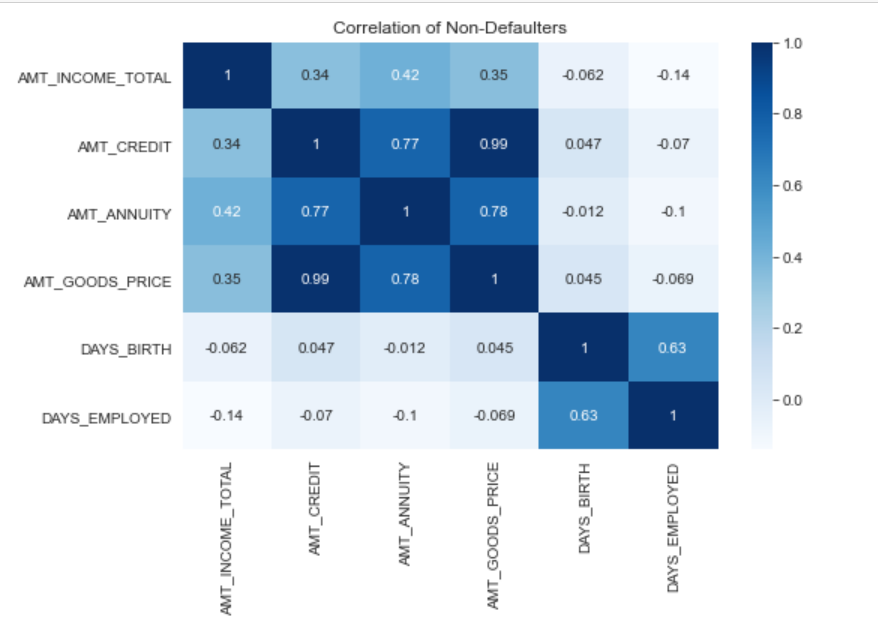 Correlation of Non-Defaulters
AMT_INCOME_TOTAL 1 0.34 0.42 0.35 -0.062 -0.14
AMT_CREDIT 0.34 1 0.77 0.99 0.047 -0.07
AMT_ANNUITY 0.42 0.77 1 0.78 -0.012 -0.1
AMT_GOODS_PRICE 0.35 0.99 0.78 1 0.045 -0.069
DAYS_BIRTH -0.062 0.047 -0.012 0.045 1 0.63
DAYS_EMPLOYED -0.14 -0.07 -0.1 -0.069 0.63 1
AMT_INCOME_TOTAL
AMT_CREDIT
AMT_ANNUITY
AMT_GOODS_PRICE
DAYS_BIRTH
DAYS_EMPLOYED
1.0
0.8
0.6
0.4
0.2
0.0